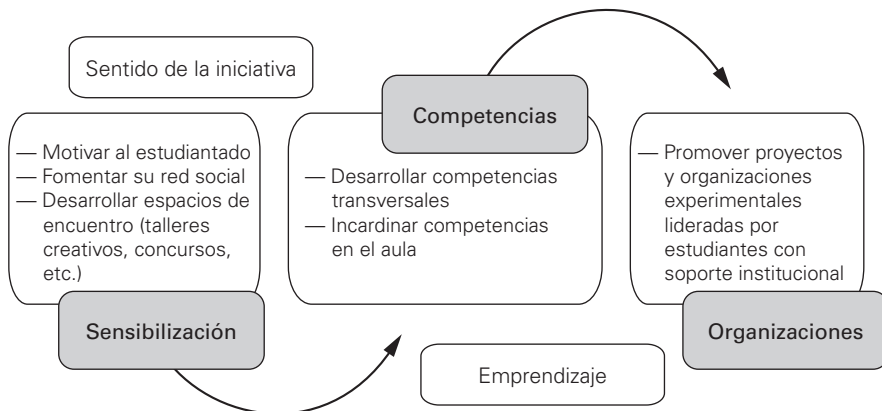 Sentido de la iniciativa
— Motivar al estudiantado
— Fomentar su red social
— Desarrollar espacios de
encuentro (talleres
creativos, concursos,
etc.)
Sensibilización
Competencias
— Desarrollar competencias
transversales
— Incardinar competencias
en el aula
Emprendizaje
— Promover proyectos
y organizaciones
experimentales
lideradas por
estudiantes con
soporte institucional
Organizaciones